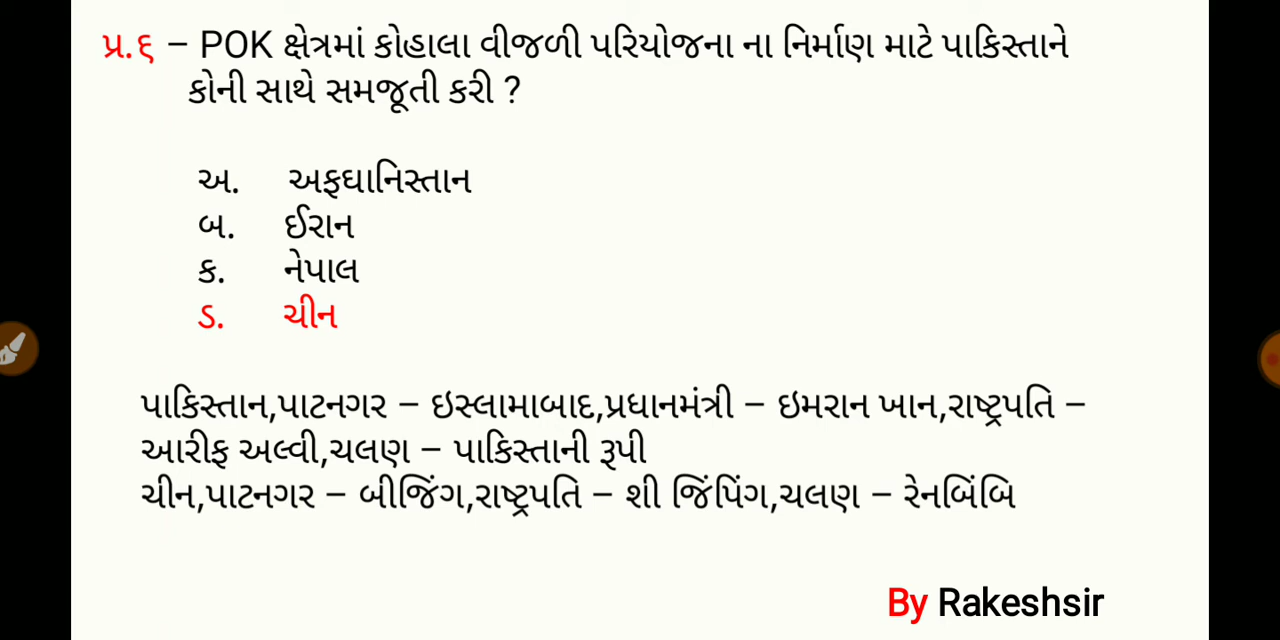 પ્ર.૬ – POK ક્ષેત્રમાં કોહાલા વીજળી પરિયોજના ના નિર્માણ માટે પાકિસ્તાને
કોની સાથે સમજૂતી કરી ?
અ. અફઘાનિસ્તાન
બ. ઈરાન
ક. નેપાલ
ડ. ચીન
પાકિસ્તાન,પાટનગર – ઇસ્લામાબાદ,પ્રધાનમંત્રી – ઇમરાન ખાન,રાષ્ટ્રપતિ –
આરીફ અલ્વી,ચલણ – પાકિસ્તાની રૂપી
ચીન,પાટનગર – બીજિંગ,રાષ્ટ્રપતિ – શી જિંપિંગ,ચલણ – રેનબિંબિ
By Rakeshsir